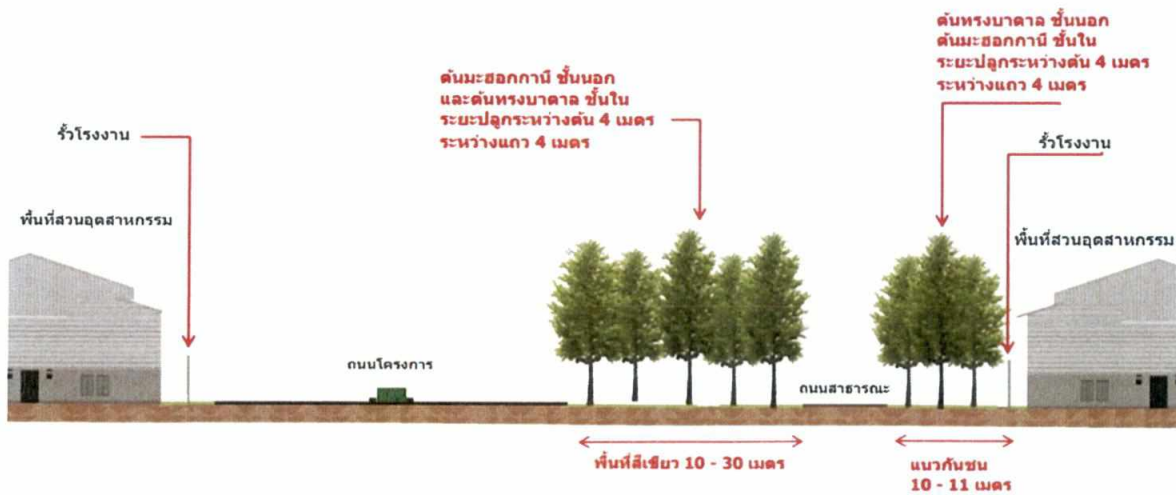 ต้นทรงบาดาล ชั้นนอก
ต้นมะฮอกกานี ชั้นใน
ระยะปลูกระหว่างต้น 4 เมตร
ระหว่างแถว 4 เมตร
ต้นมะฮอกกานี ชั้นนอก
และต้นทรงบาดาล ชั้นใน
ระยะปลูกระหว่างต้น 4 เมตร
ระหว่างแถว 4 เมตร
รั้วโรงงาน
รั้วโรงงาน
พื้นที่สวนอุตสาหกรรม
พื้นที่สวนอุตสาหกรรม
ถนนโครงการ
ถนนสาธารณะ
พื้นที่สีเขียว 10 - 30 เมตร
แนวกันชน
10 - 11 เมตร